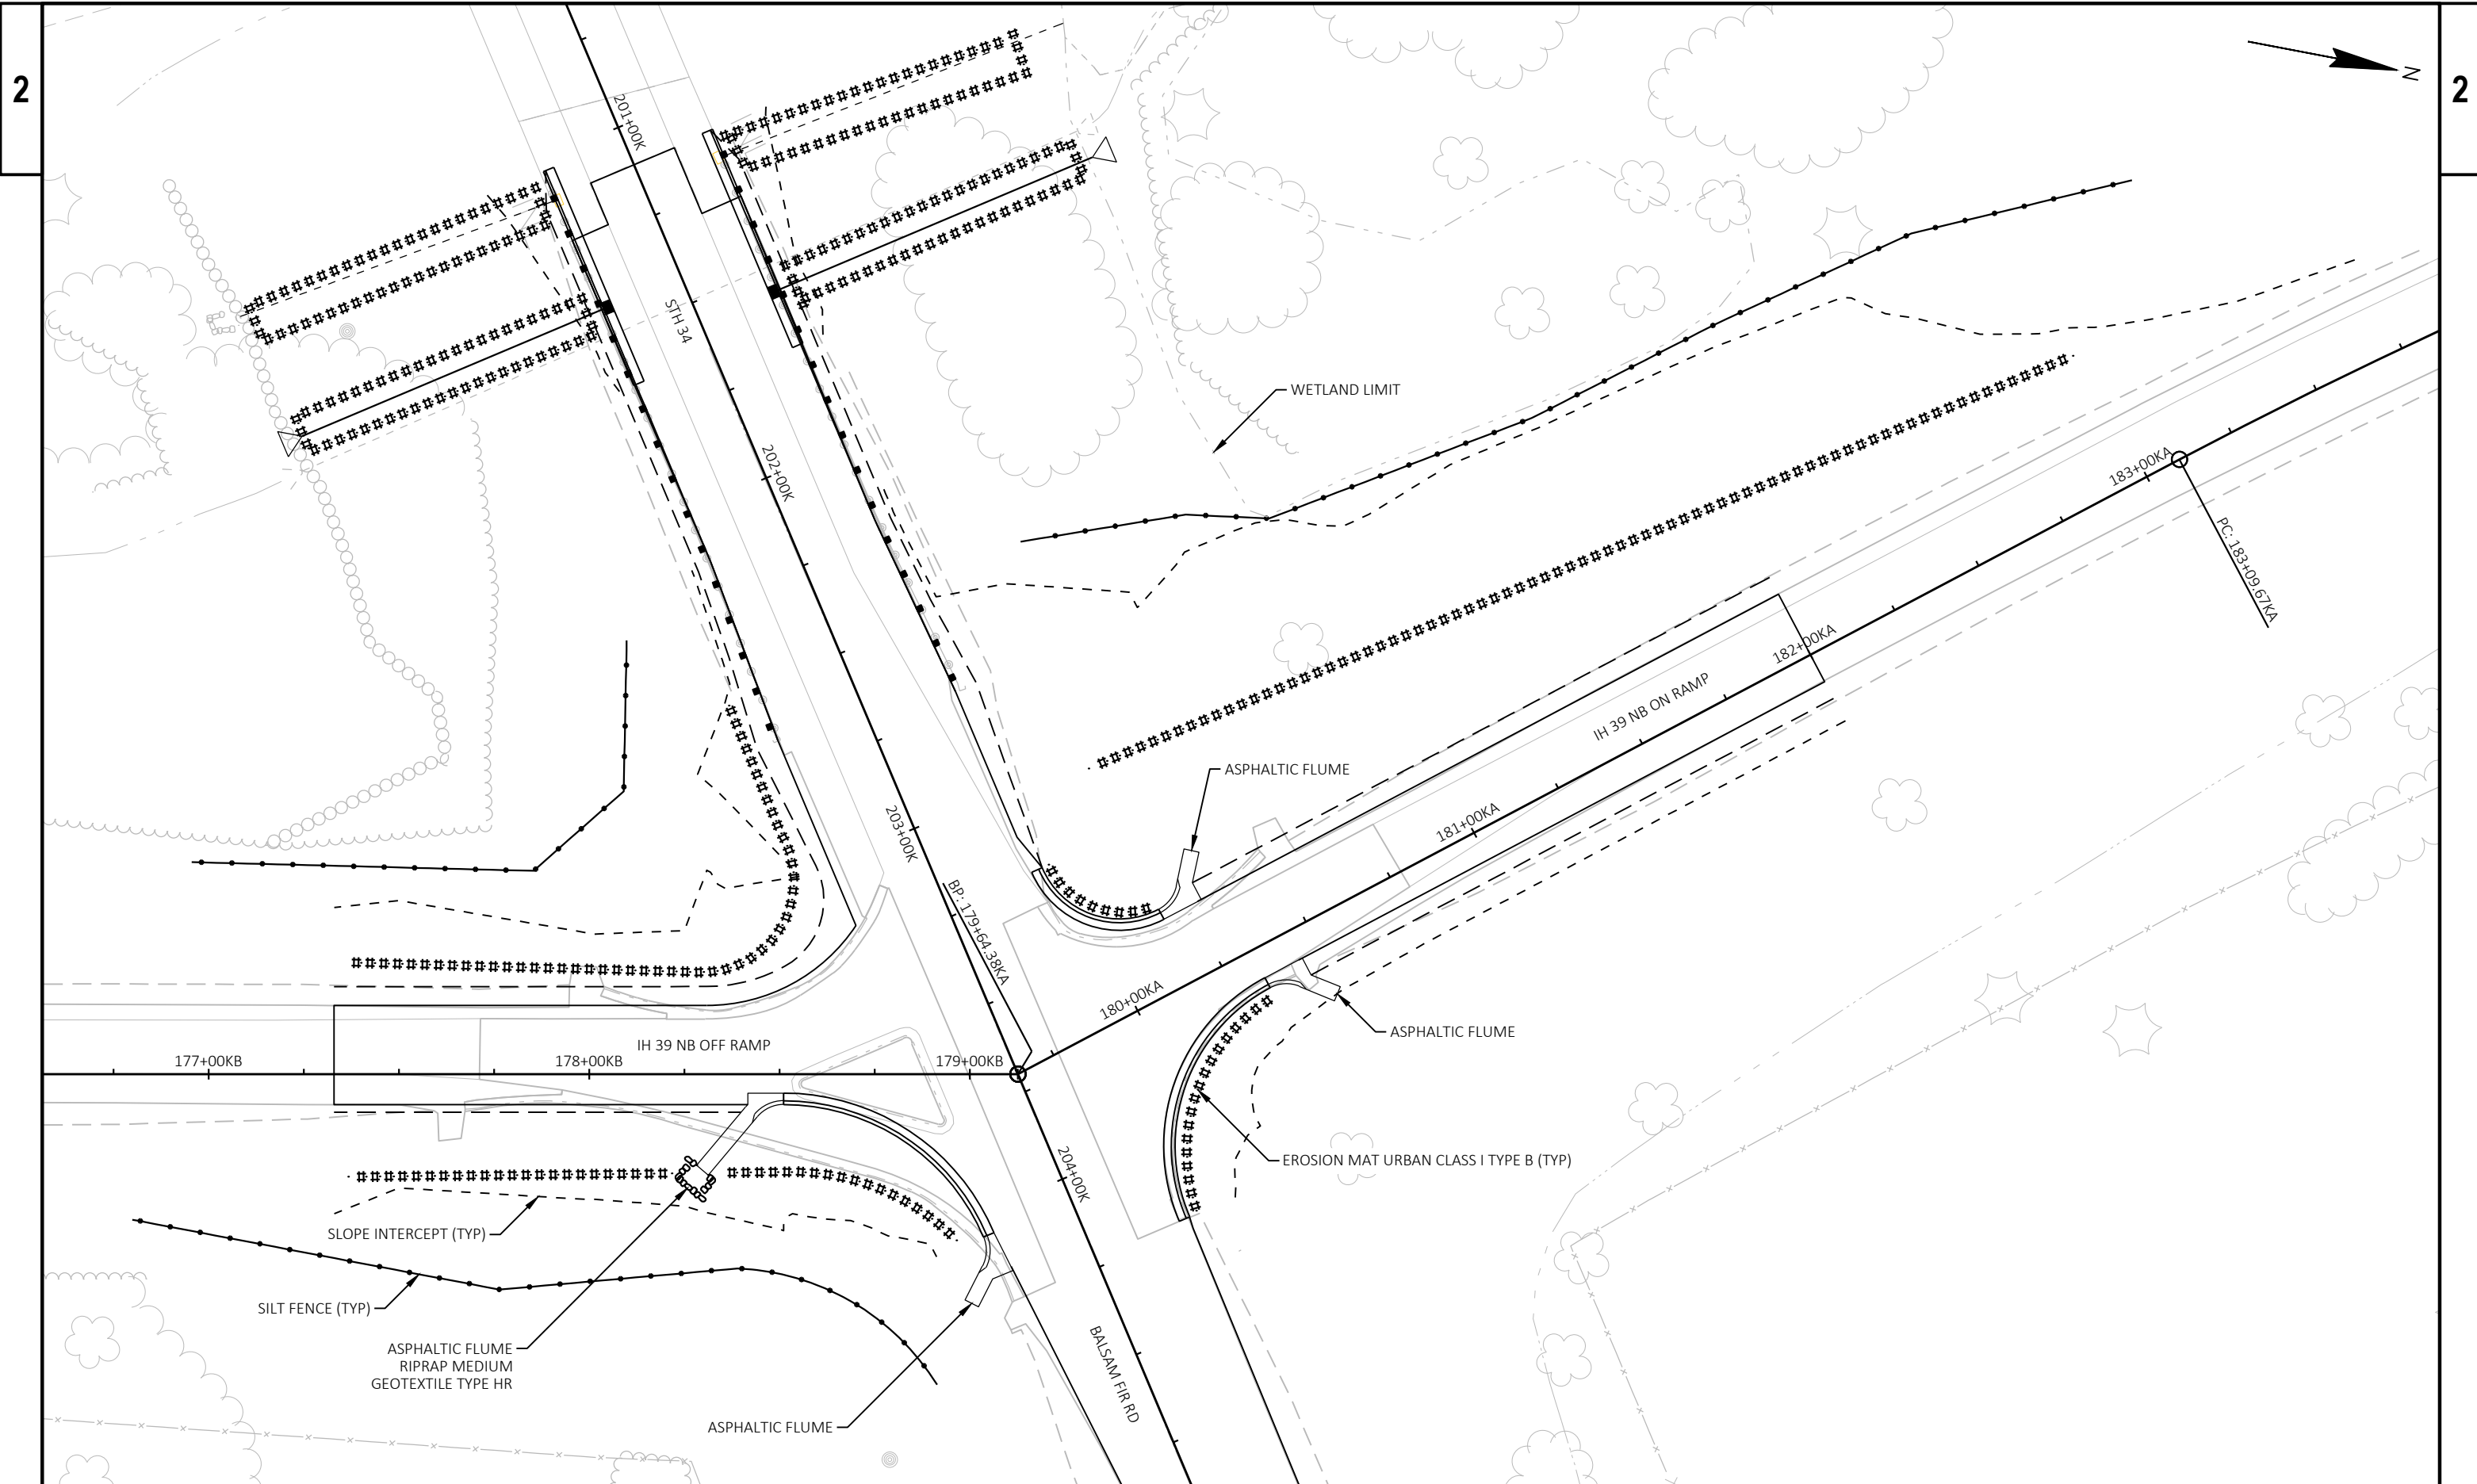 2
2
N
201+00K
STH 34
WETLAND LIMIT
202+00K
183+00KA
PC: 183+09.67KA
182+00KA
IH 39 NB ON RAMP
ASPHALTIC FLUME
181+00KA
203+00K
BP: 179+64.38KA
180+00KA
ASPHALTIC FLUME
IH 39 NB OFF RAMP
177+00KB
178+00KB
179+00KB
EROSION MAT URBAN CLASS I TYPE B (TYP)
204+00K
SLOPE INTERCEPT (TYP)
SILT FENCE (TYP)
ASPHALTIC FLUME
RIPRAP MEDIUM
GEOTEXTILE TYPE HR
BALSAM FIR RD
ASPHALTIC FLUME